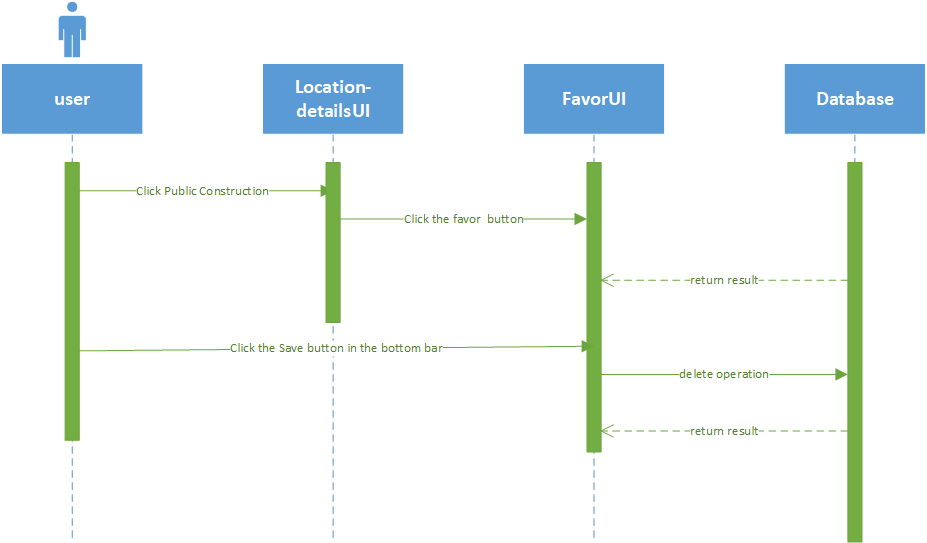 user
Location-
detailsUI
FavorUI
Database
Click Public Construction
Click the favor button
return result
Click the Save button in the bottom bar
delete operation
return result